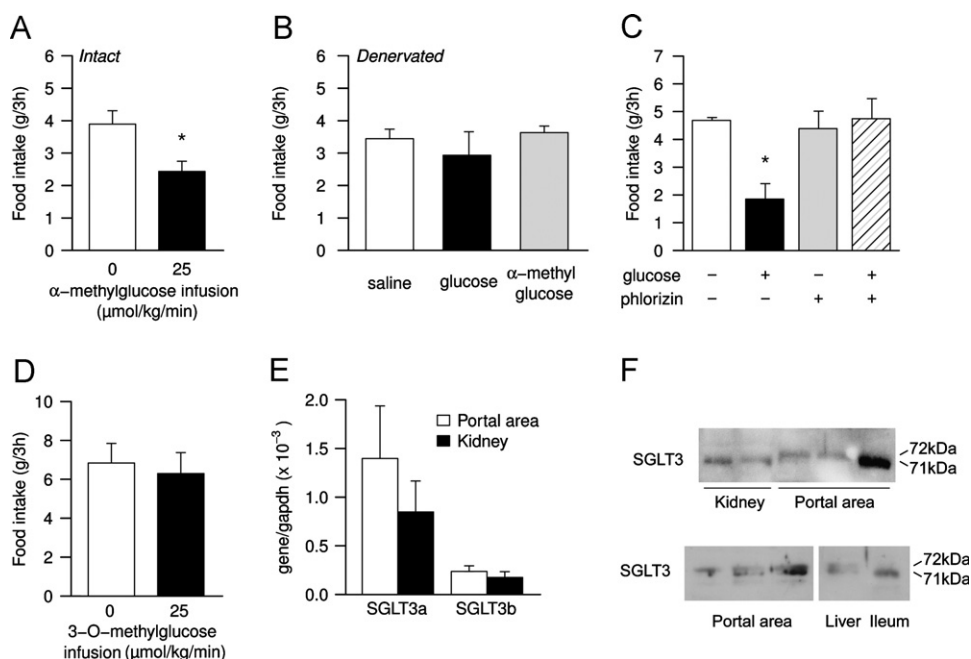 A
Intact
Food intake (g/3h)
6
5
4
3
2
1
0
*
0 25
α−methylglucose infusion
(μmol/kg/min)
B
Denervated
Food intake (g/3h)
6
5
4
3
2
1
0
saline glucose α−methyl
glucose
C
Food intake (g/3h)
6
5
4
3
2
1
0
*
glucose − + − +
phlorizin − − + +
D
Food intake (g/3h)
10
8
6
4
2
0
0 25
3−O−methylglucose
infusion (μmol/kg/min)
E
gene/gapdh (x 10⁻³)
2.0
1.5
1.0
0.5
0.0
Portal area
Kidney
SGLT3a SGLT3b
F
SGLT3
72kDa
71kDa
Kidney Portal area
SGLT3
72kDa
71kDa
Portal area Liver Ileum